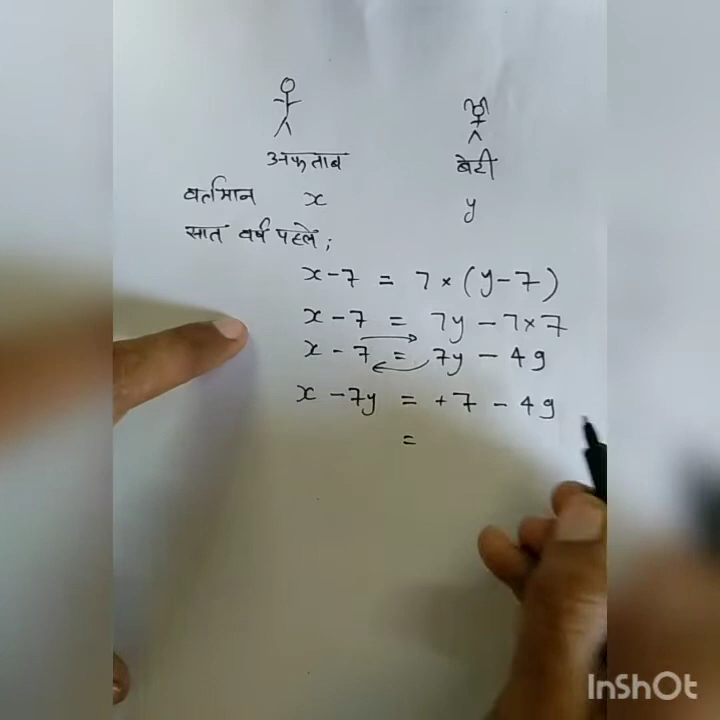 अफताब बेटी
वर्तमान x y
सात वर्ष पहले ;
x - 7 = 7 × (y - 7)
x - 7 = 7y - 7 × 7
x - 7 = 7y - 49
x - 7y = + 7 - 49
=
InShOt